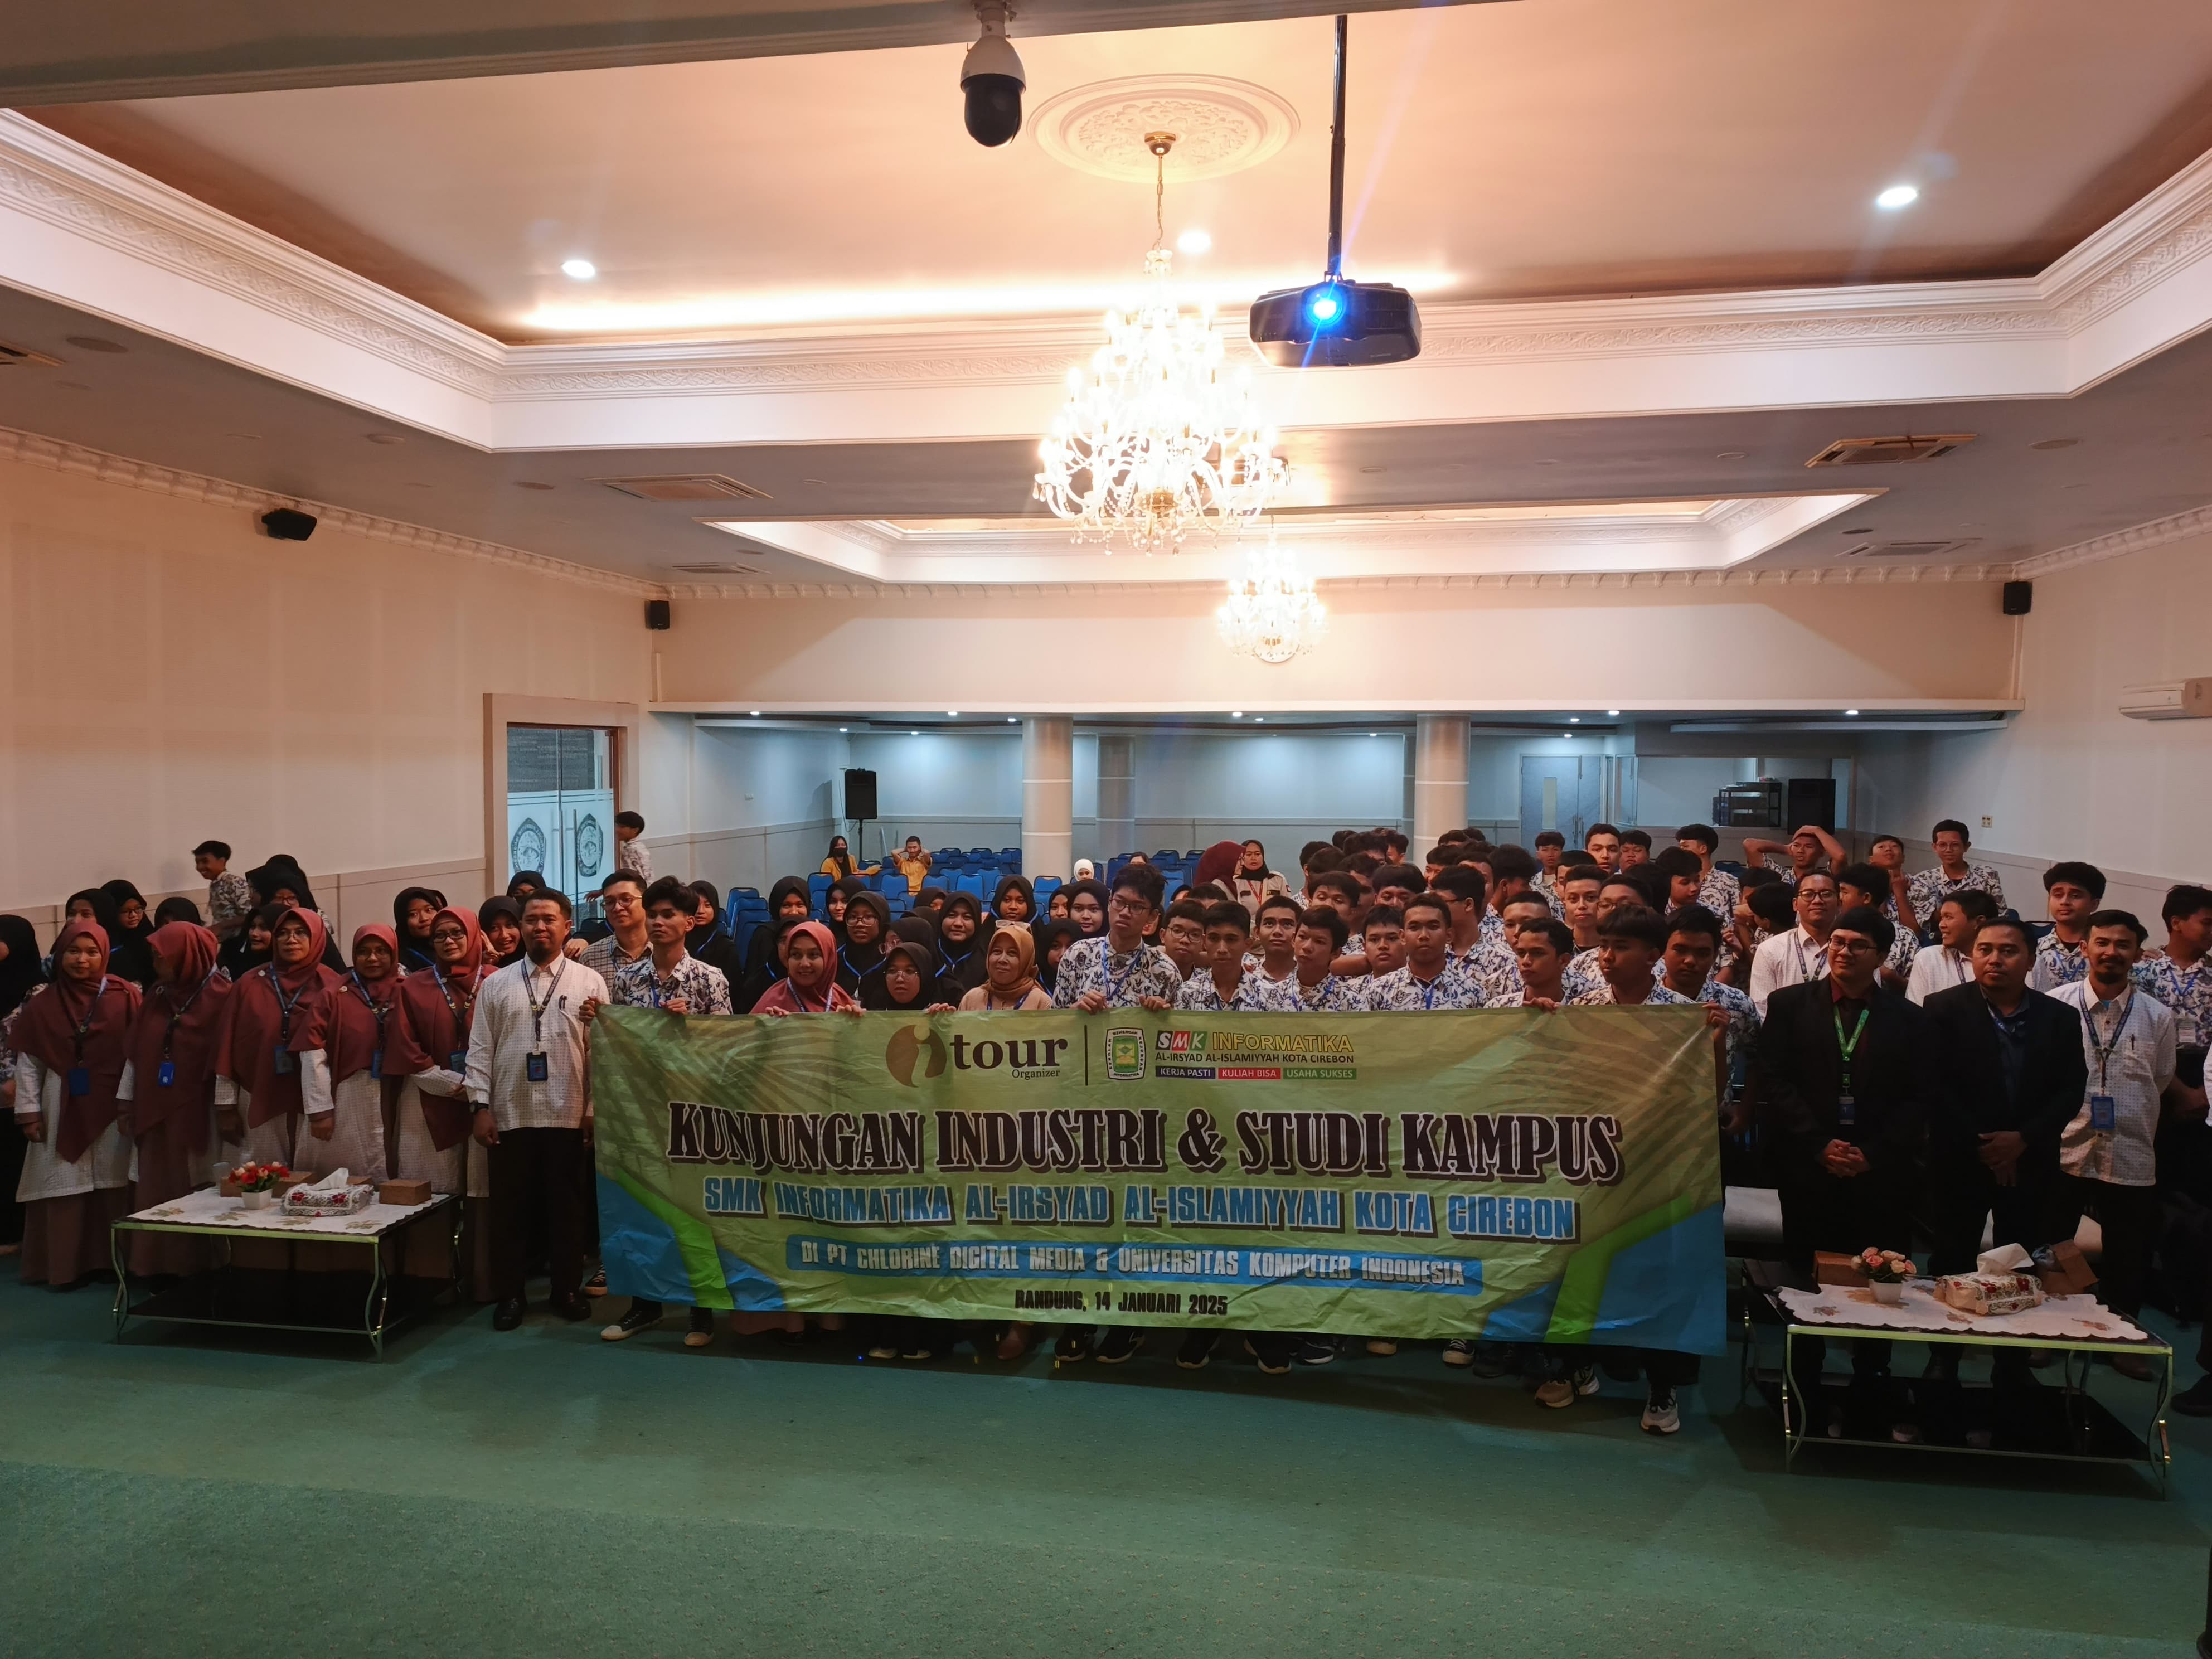 itour
Organizer
SMK INFORMATIKA
AL-IRSYAD AL-ISLAMIYYAH KOTA CIREBON
KERJA PASTI KULIAH BISA USAHA SUKSES
KUNJUNGAN INDUSTRI & STUDI KAMPUS
SMK INFORMATIKA AL-IRSYAD AL-ISLAMIYYAH KOTA CIREBON
DI PT CHLORINE DIGITAL MEDIA & UNIVERSITAS KOMPUTER INDONESIA
BANDUNG, 14 JANUARI 2025